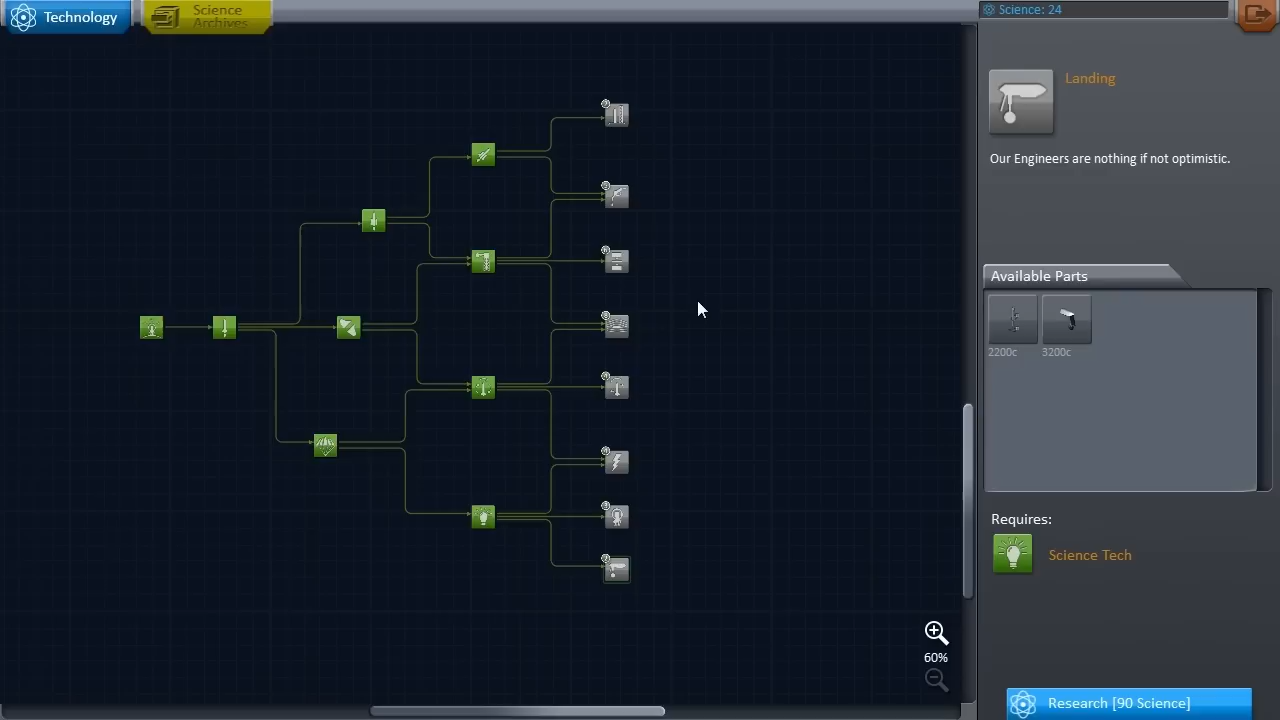 Technology
Science
Archives
Science: 24
Landing
Our Engineers are nothing if not optimistic.
Available Parts
2200c
3200c
Requires:
Science Tech
60%
Research [90 Science]